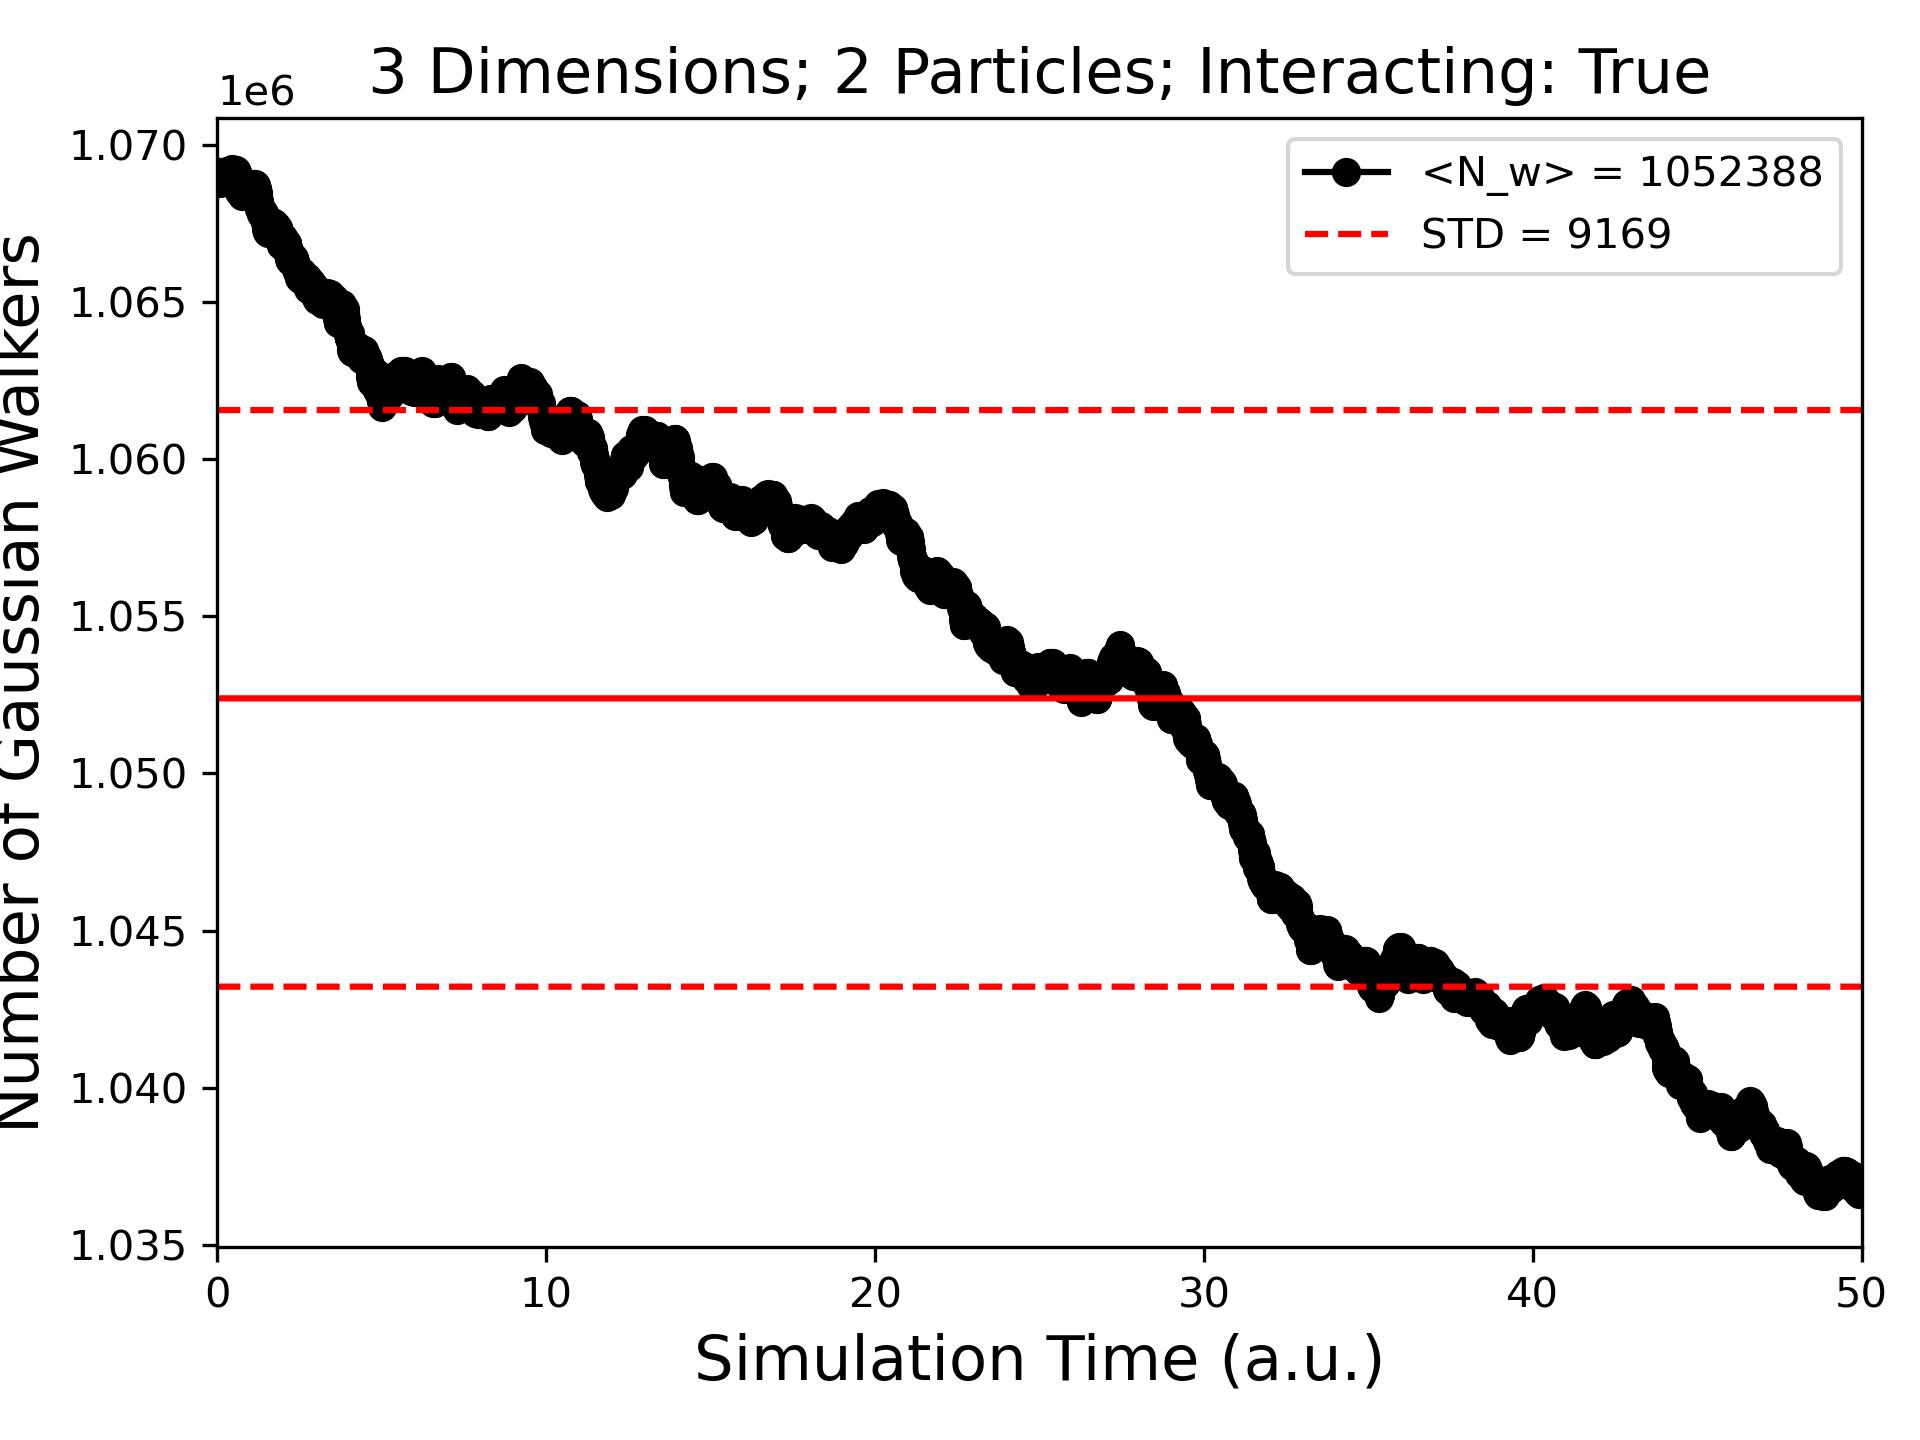 3 Dimensions; 2 Particles; Interacting: True
1e6
<N_w> = 1052388
STD = 9169
1.070
1.065
1.060
1.055
1.050
1.045
1.040
1.035
Number of Gaussian Walkers
0 10 20 30 40 50
Simulation Time (a.u.)